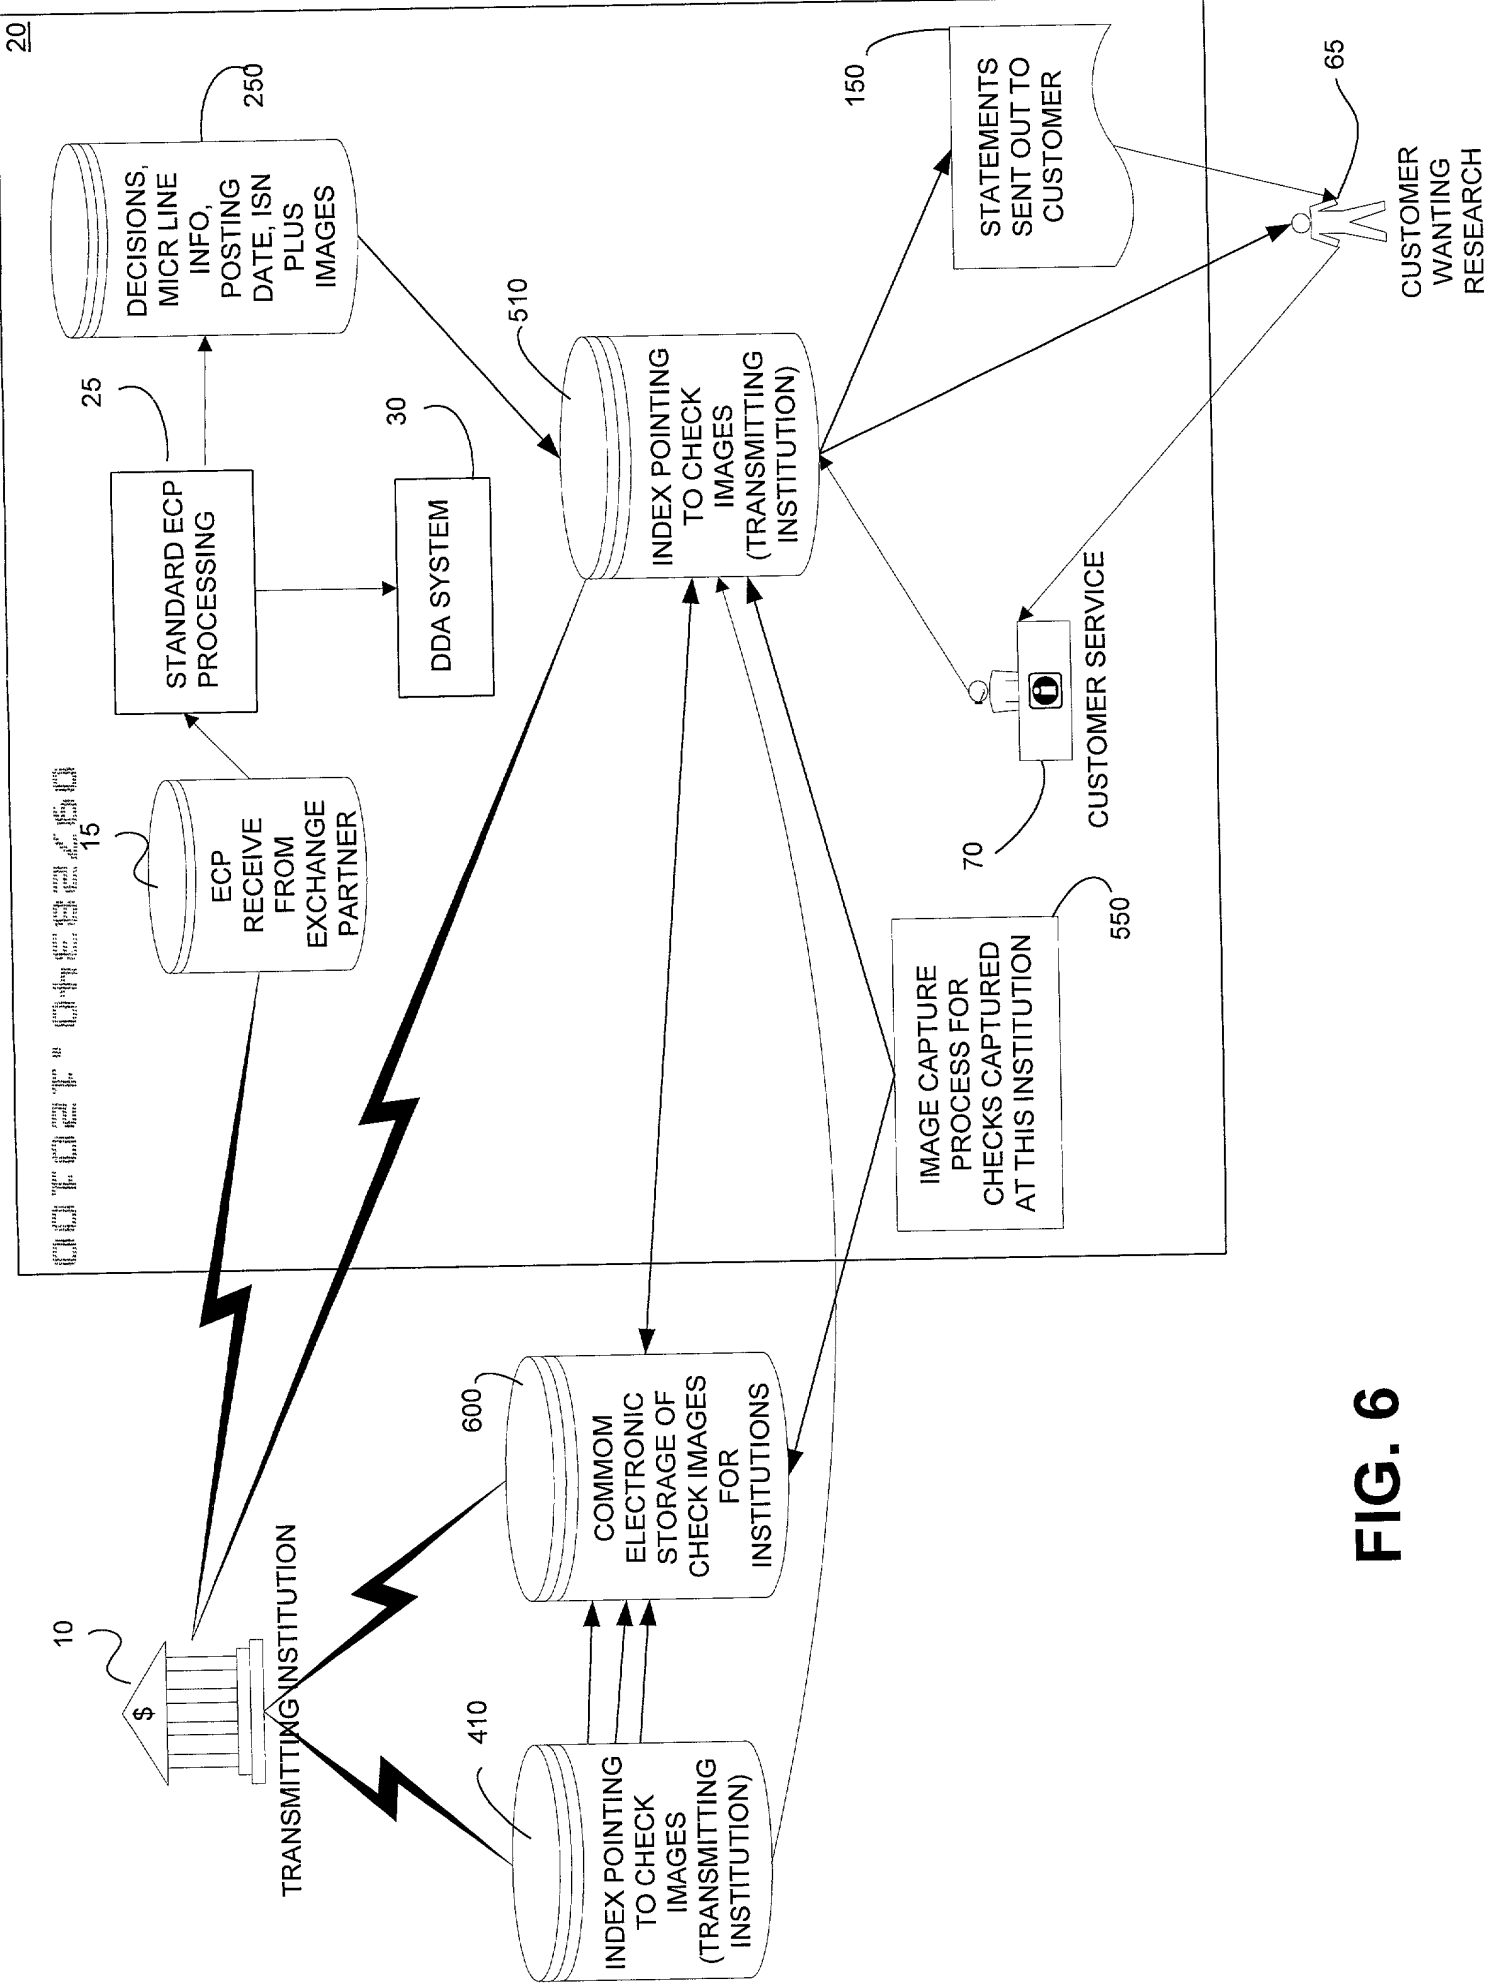 20
10
TRANSMITTING INSTITUTION
410
INDEX POINTING
TO CHECK
IMAGES
(TRANSMITTING
INSTITUTION)
600
COMMOM
ELECTRONIC
STORAGE OF
CHECK IMAGES
FOR
INSTITUTIONS
15
ECP
RECEIVE
FROM
EXCHANGE
PARTNER
25
STANDARD ECP
PROCESSING
30
DDA SYSTEM
250
DECISIONS,
MICR LINE
INFO,
POSTING
DATE, ISN
PLUS
IMAGES
510
INDEX POINTING
TO CHECK
IMAGES
(TRANSMITTING
INSTITUTION)
550
IMAGE CAPTURE
PROCESS FOR
CHECKS CAPTURED
AT THIS INSTITUTION
70
CUSTOMER SERVICE
150
STATEMENTS
SENT OUT TO
CUSTOMER
65
CUSTOMER
WANTING
RESEARCH
$
i
FIG. 6